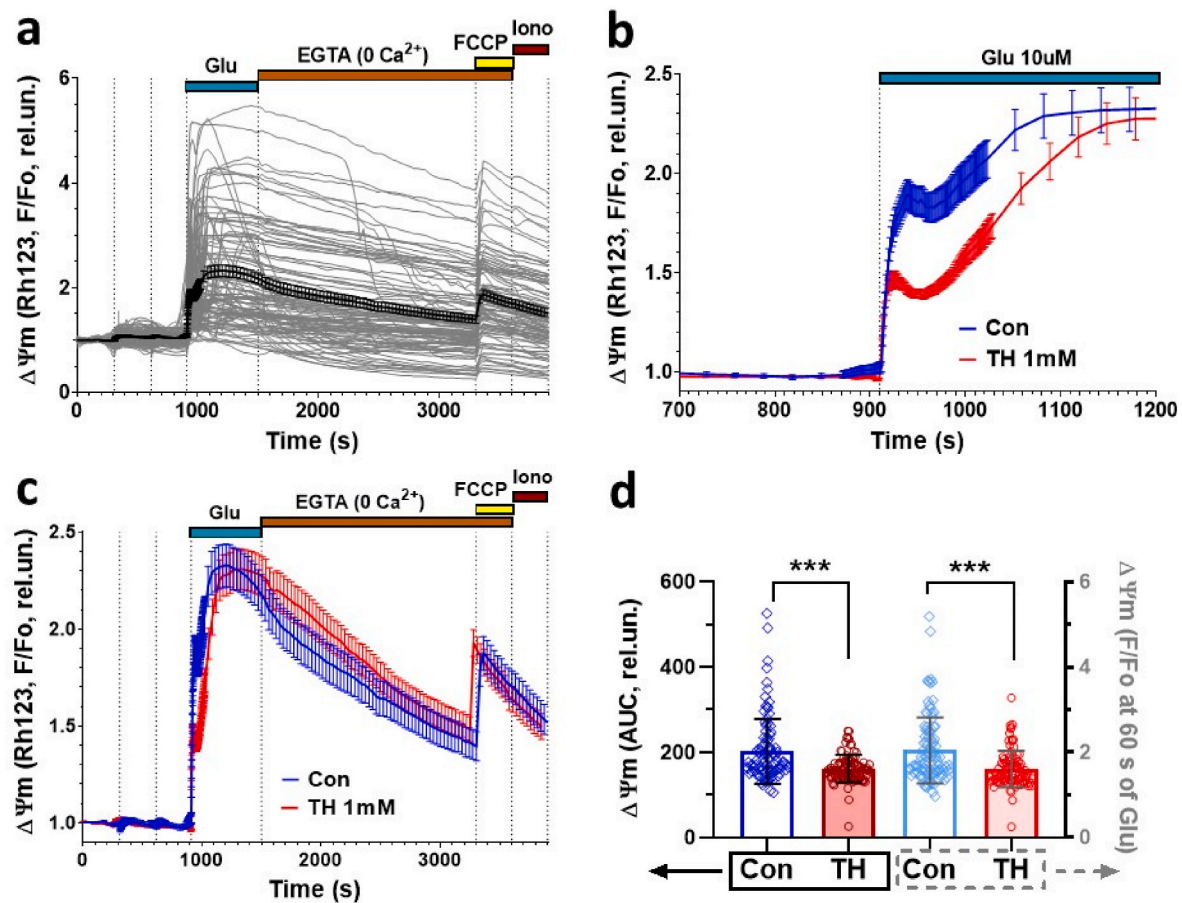 a
Iono
FCCP
EGTA (0 Ca²⁺)
Glu
6
4
2
0
ΔΨm (Rh123, F/Fo, rel.un.)
0
1000
2000
3000
Time (s)
b
Glu 10uM
2.5
2.0
1.5
1.0
ΔΨm (Rh123, F/Fo, rel.un.)
Con
TH 1mM
700
800
900
1000
1100
1200
Time (s)
c
Iono
FCCP
EGTA (0 Ca²⁺)
Glu
2.5
2.0
1.5
1.0
ΔΨm (Rh123, F/Fo, rel.un.)
Con
TH 1mM
0
1000
2000
3000
Time (s)
d
***
***
600
400
200
0
ΔΨm (AUC, rel.un.)
6
4
2
0
ΔΨm (F/Fo at 60 s of Glu)
Con
TH
Con
TH